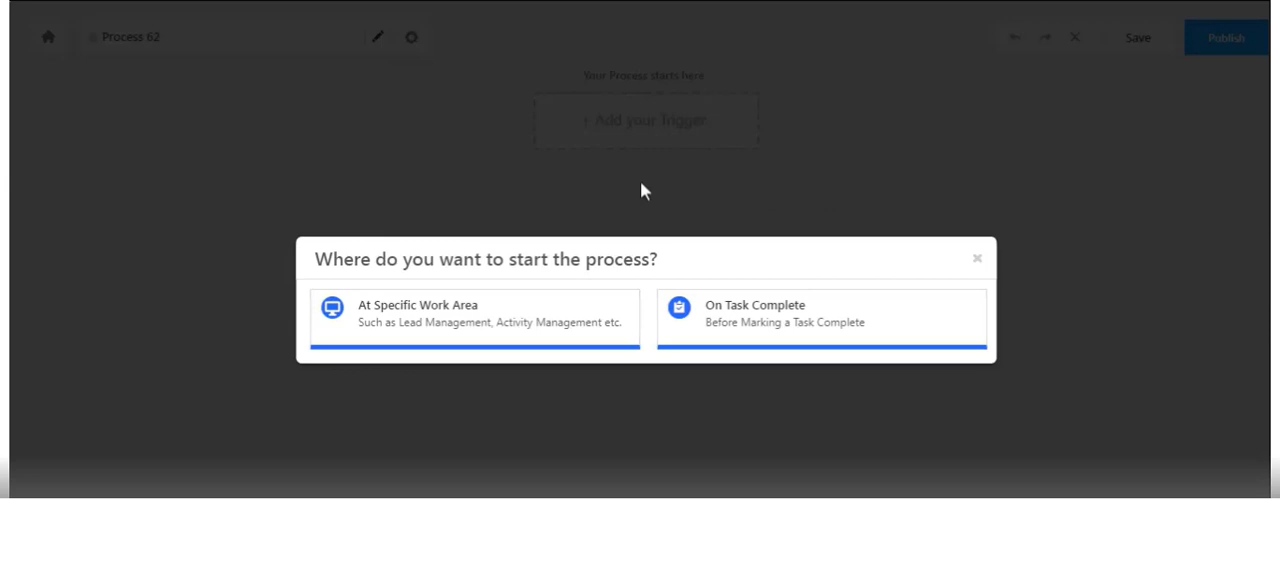 Process 62
Save
Publish
Your Process starts here
+ Add your Trigger
Where do you want to start the process?
At Specific Work Area
Such as Lead Management, Activity Management etc.
On Task Complete
Before Marking a Task Complete